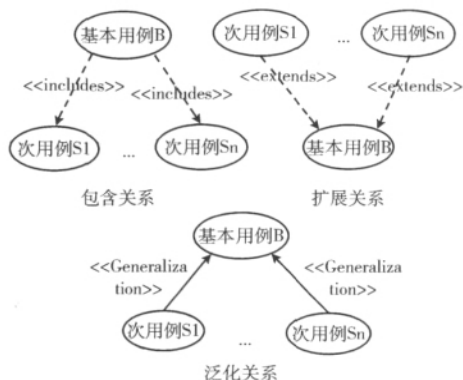 基本用例B
次用例S1
...
次用例Sn
<<includes>>
<<extends>>
<<includes>>
<<extends>>
次用例S1
...
次用例Sn
基本用例B
包含关系
扩展关系
基本用例B
<<Generaliza
tion>>
<<Generaliza
tion>>
次用例S1
...
次用例Sn
泛化关系